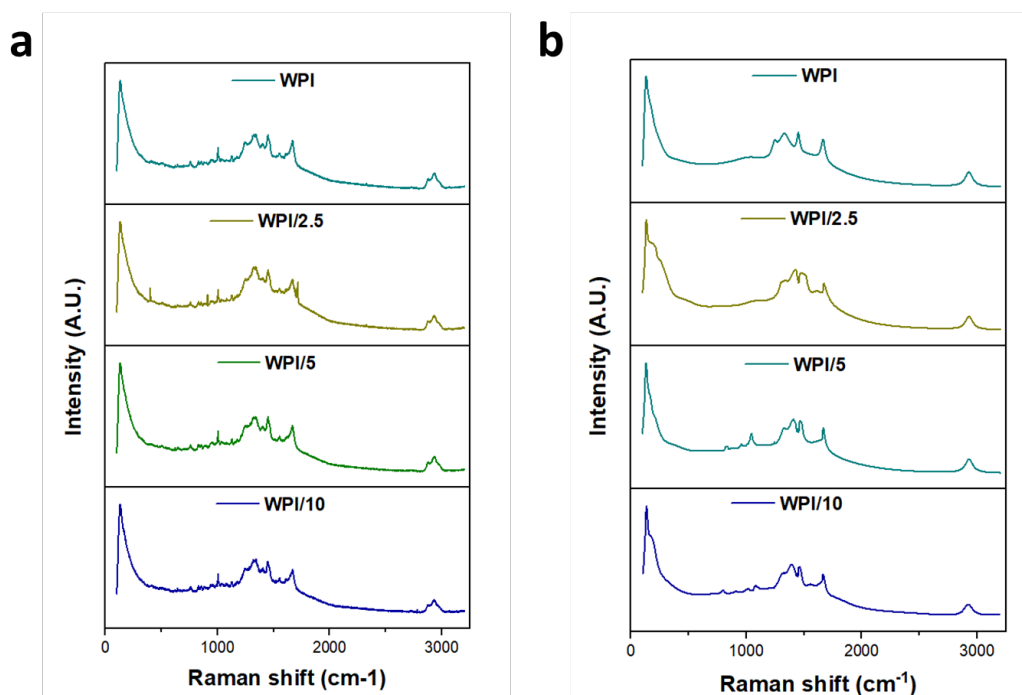 a
WPI
WPI/2.5
WPI/5
WPI/10
Intensity (A.U.)
0 1000 2000 3000
Raman shift (cm-1)
b
WPI
WPI/2.5
WPI/5
WPI/10
Intensity (A.U.)
0 1000 2000 3000
Raman shift (cm⁻¹)